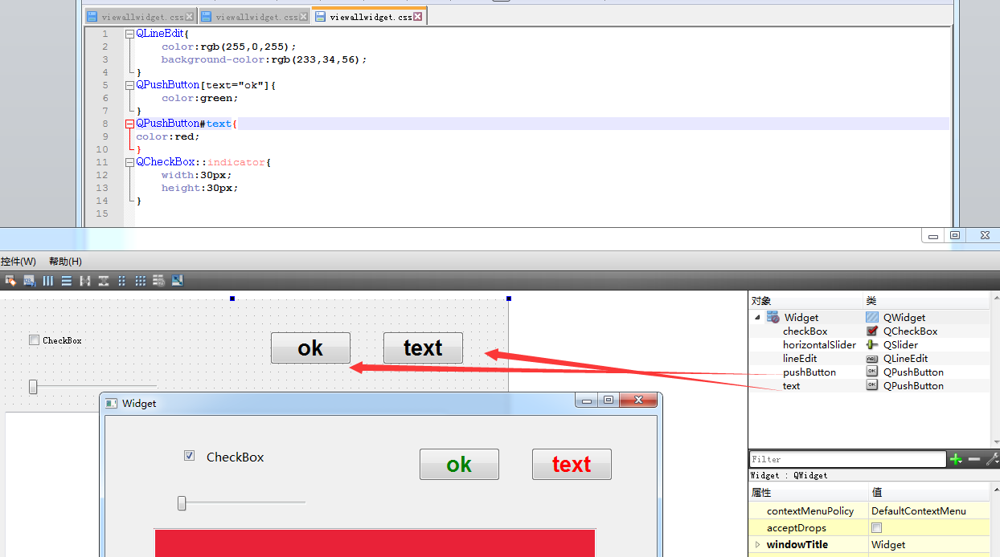 viewallwidget.css viewallwidget.css viewallwidget.css
1 QLineEdit{
2 color:rgb(255,0,255);
3 background-color:rgb(233,34,56);
4 }
5 QPushButton[text="ok"]{
6 color:green;
7 }
8 QPushButton#text{
9 color:red;
10 }
11 QCheckBox::indicator{
12 width:30px;
13 height:30px;
14 }
15
控件(W) 帮助(H)
对象 类
Widget QWidget
checkBox QCheckBox
horizontalSlider QSlider
lineEdit QLineEdit
pushButton QPushButton
text QPushButton
CheckBox ok text
Widget
CheckBox ok text
Filter
Widget : QWidget
属性 值
contextMenuPolicy DefaultContextMenu
acceptDrops
windowTitle Widget